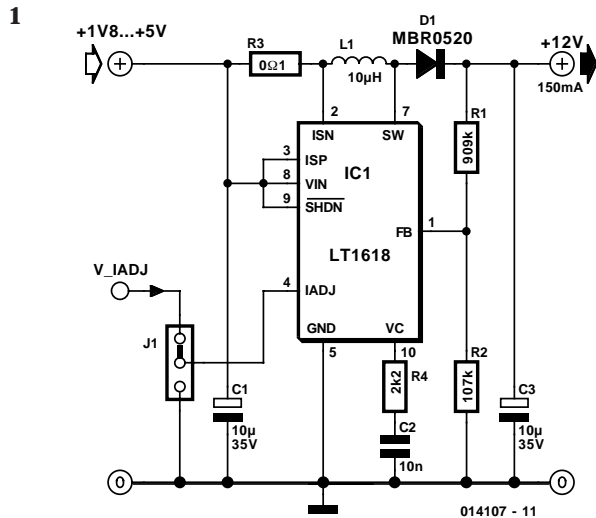 1
+1V8...+5V
R3
0Ω1
L1
10µH
D1
MBR0520
+12V
150mA
2
7
ISN
SW
R1
909k
3
ISP
IC1
8
VIN
9
SHDN
FB
1
LT1618
V_IADJ
4
IADJ
J1
GND
VC
5
10
R2
107k
2k2
R4
C1
10µ
35V
C2
10n
C3
10µ
35V
0
0
014107 - 11